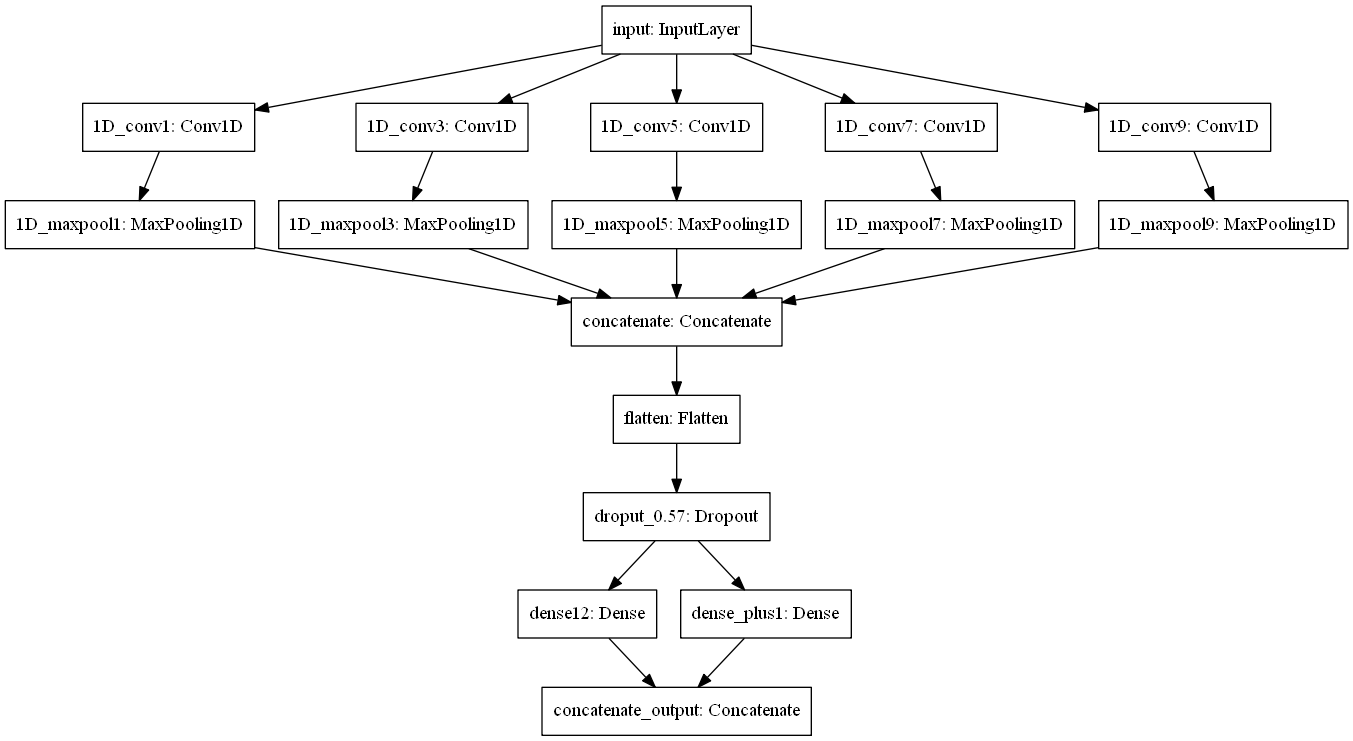 input: InputLayer
1D_conv1: Conv1D
1D_conv3: Conv1D
1D_conv5: Conv1D
1D_conv7: Conv1D
1D_conv9: Conv1D
1D_maxpool1: MaxPooling1D
1D_maxpool3: MaxPooling1D
1D_maxpool5: MaxPooling1D
1D_maxpool7: MaxPooling1D
1D_maxpool9: MaxPooling1D
concatenate: Concatenate
flatten: Flatten
droput_0.57: Dropout
dense12: Dense
dense_plus1: Dense
concatenate_output: Concatenate